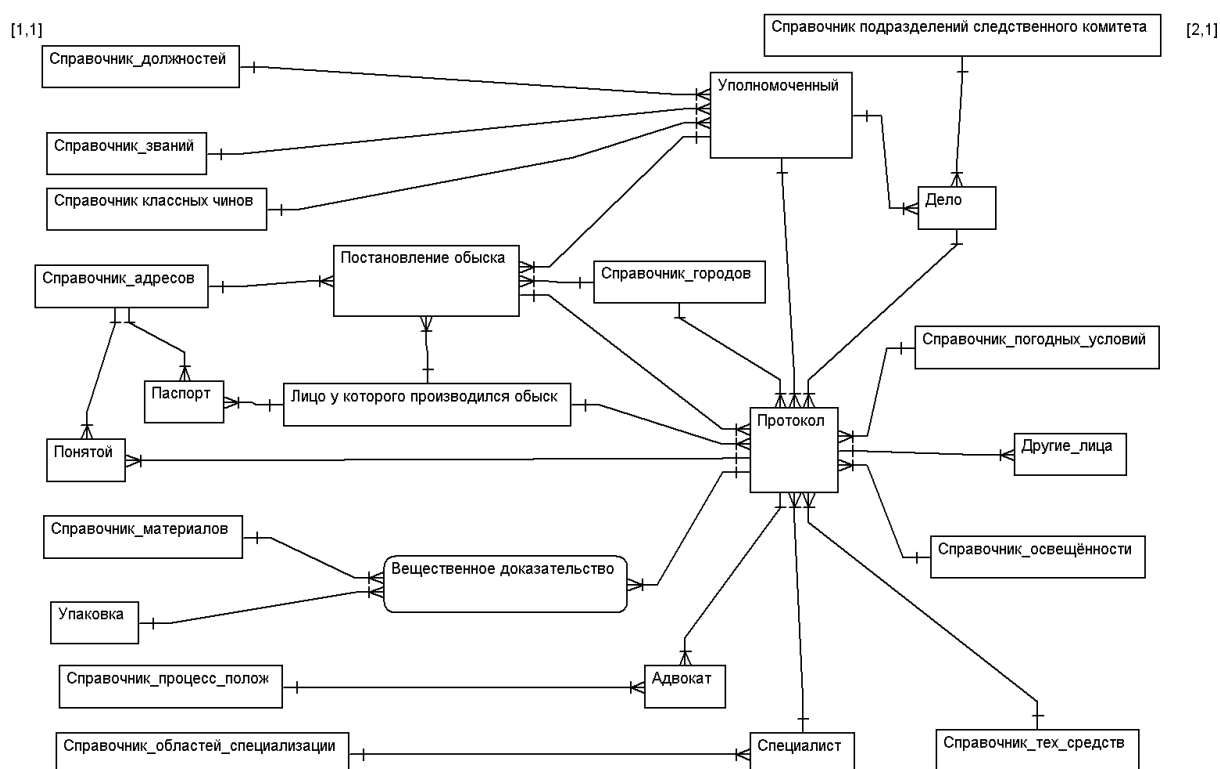 [1,1]
Справочник подразделений следственного комитета
[2,1]
Справочник_должностей
Уполномоченный
Справочник_званий
Справочник классных чинов
Дело
Постановление обыска
Справочник_адресов
Справочник_городов
Справочник_погодных_условий
Паспорт
Лицо у которого производился обыск
Протокол
Понятой
Другие_лица
Справочник_материалов
Справочник_освещённости
Вещественное доказательство
Упаковка
Справочник_процесс_полож
Адвокат
Справочник_областей_специализации
Специалист
Справочник_тех_средств